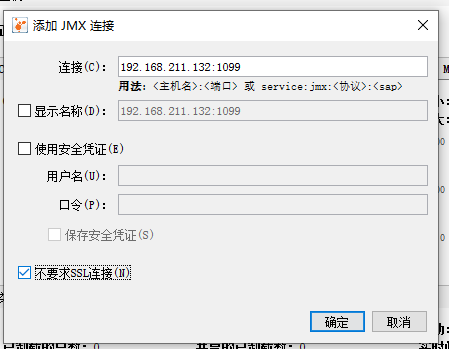 添加 JMX 连接
连接(C): 192.168.211.132:1099
用法: <主机名>:<端口> 或 service:jmx:<协议>:<sap>
显示名称(D): 192.168.211.132:1099
使用安全凭证(E)
用户名(U):
口令(P):
保存安全凭证(S)
不要求SSL连接(N)
确定 取消